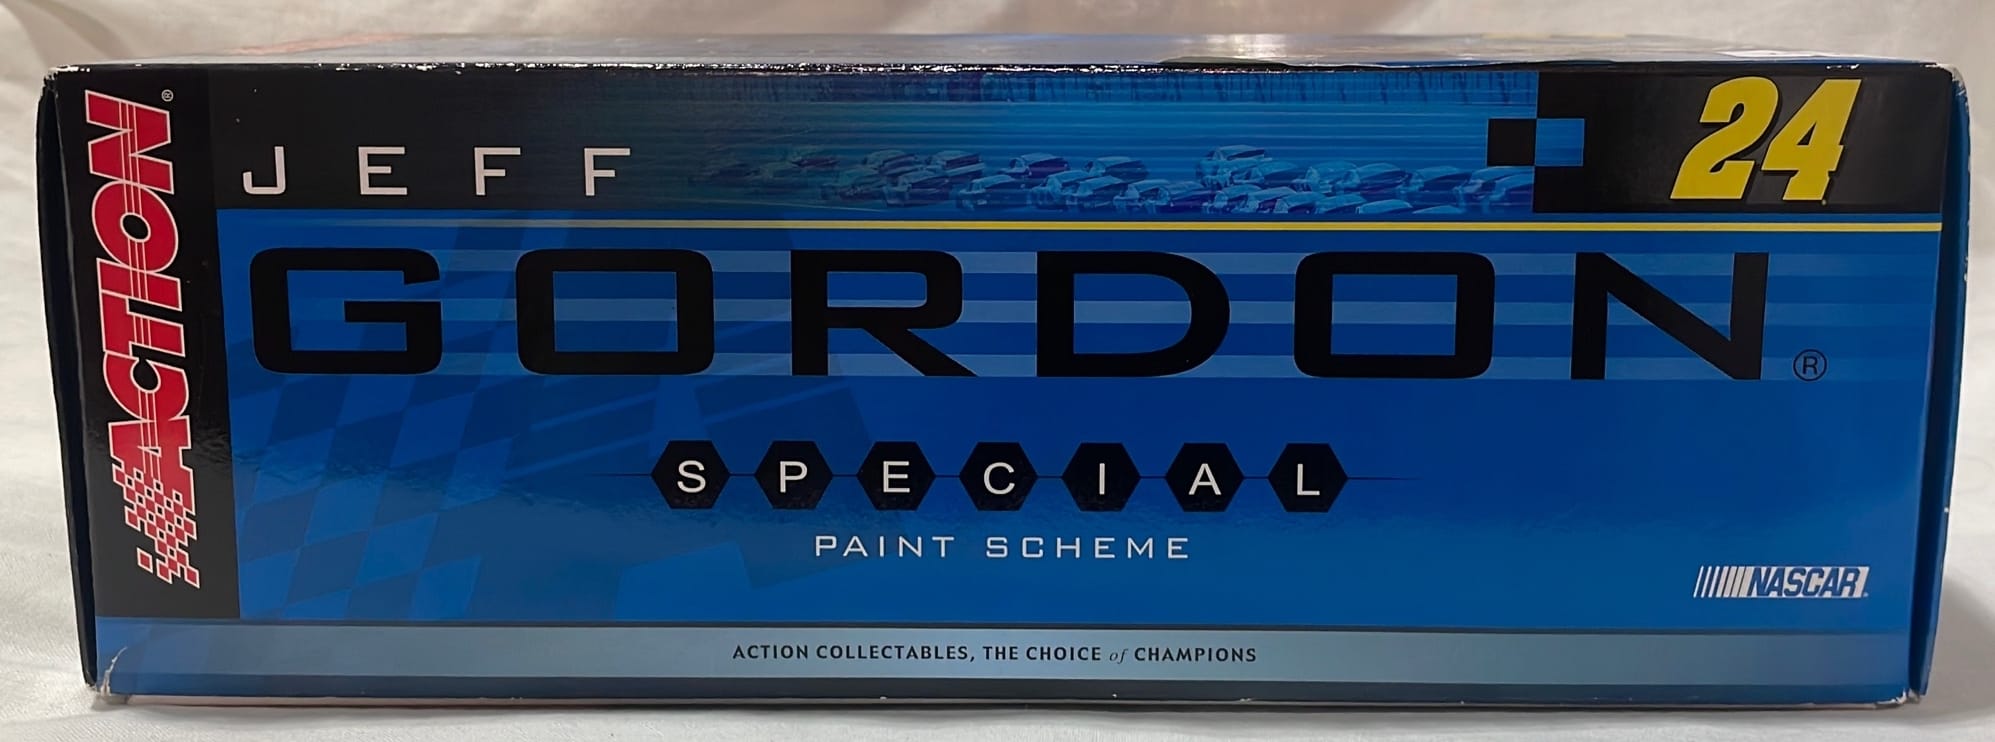 ACTION®
JEFF
24
GORDON®
SPECIAL
PAINT SCHEME
NASCAR.
ACTION COLLECTABLES, THE CHOICE of CHAMPIONS